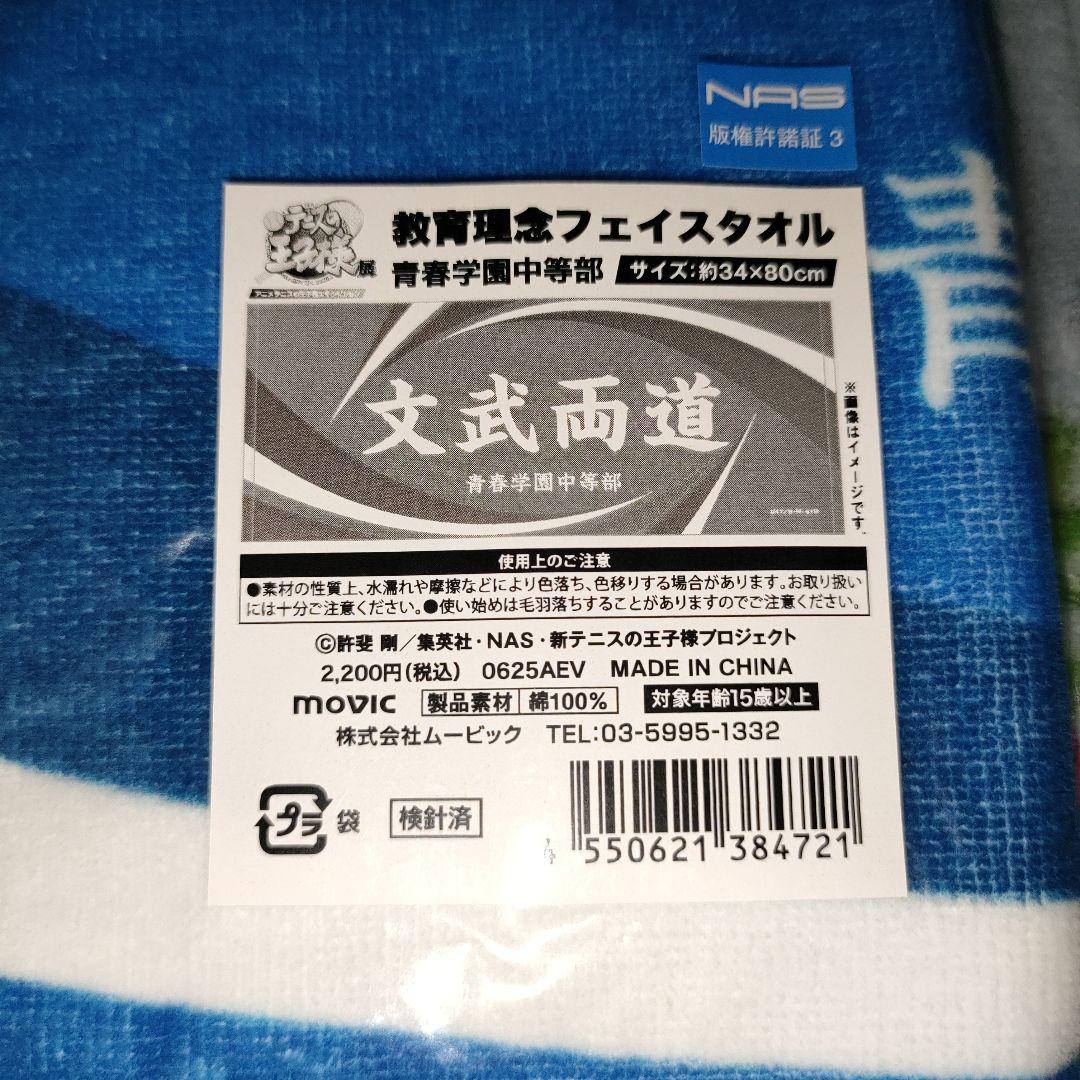 NAS
版権許諾証 3
青
テニスの
王子様展
教育理念フェイスタオル
青春学園中等部 サイズ:約34×80cm
文武両道
青春学園中等部
※画像はイメージです。
使用上のご注意
●素材の性質上、水濡れや摩擦などにより色落ち、色移りする場合があります。お取り扱い
には十分ご注意ください。●使い始めは毛羽落ちすることがありますのでご注意ください。
©許斐 剛/集英社・NAS・新テニスの王子様プロジェクト
2,200円(税込) 0625AEV MADE IN CHINA
movic 製品素材 綿100% 対象年齢15歳以上
株式会社ムービック TEL:03-5995-1332
プラ 袋 検針済
4 550621 384721